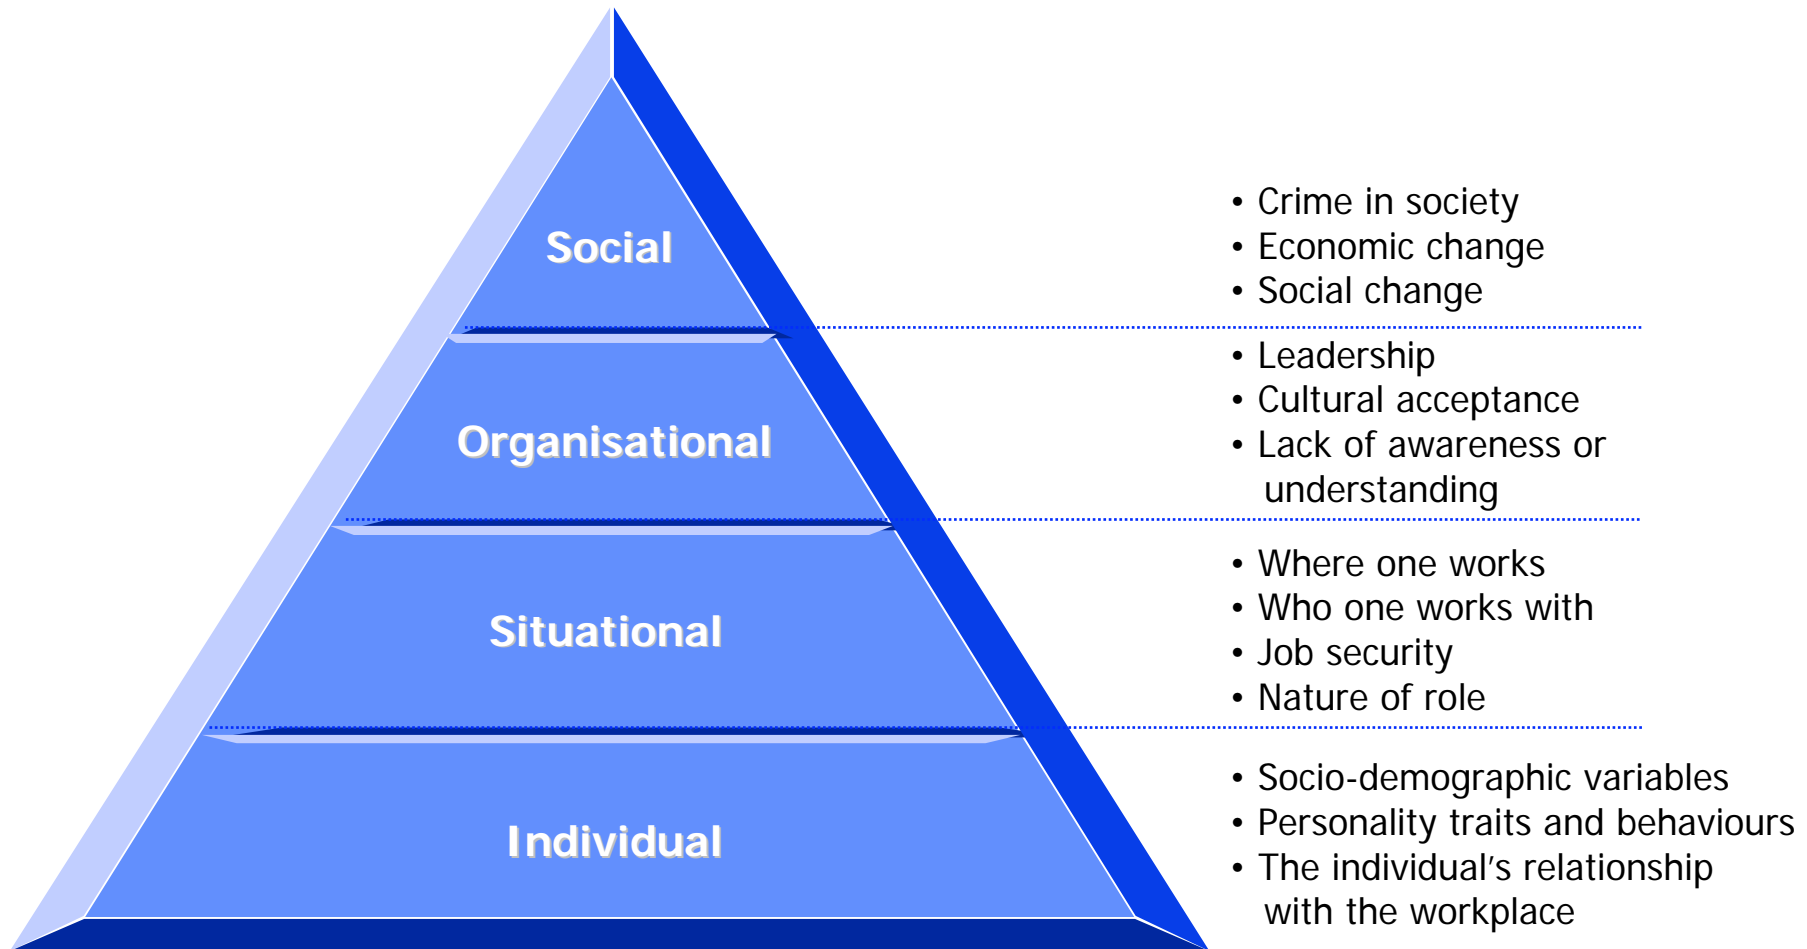 Social
• Crime in society
• Economic change
• Social change
Organisational
• Leadership
• Cultural acceptance
• Lack of awareness or
understanding
Situational
• Where one works
• Who one works with
• Job security
• Nature of role
Individual
• Socio-demographic variables
• Personality traits and behaviours
• The individual's relationship
with the workplace